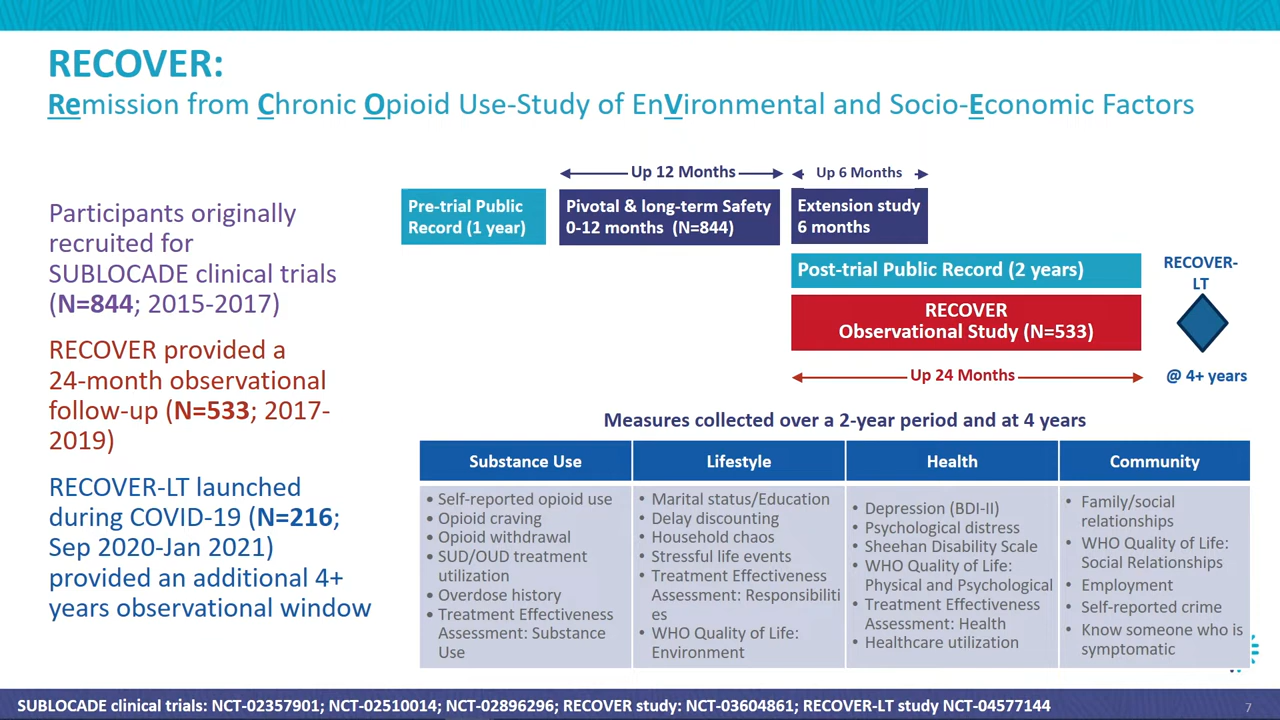 RECOVER:
Remission from Chronic Opioid Use-Study of EnVironmental and Socio-Economic Factors
Participants originally
recruited for
SUBLOCADE clinical trials
(N=844; 2015-2017)
RECOVER provided a
24-month observational
follow-up (N=533; 2017-
2019)
RECOVER-LT launched
during COVID-19 (N=216;
Sep 2020-Jan 2021)
provided an additional 4+
years observational window
Up 12 Months
Up 6 Months
Pre-trial Public
Record (1 year)
Pivotal & long-term Safety
0-12 months (N=844)
Extension study
6 months
Post-trial Public Record (2 years)
RECOVER
Observational Study (N=533)
Up 24 Months
RECOVER-
LT
@ 4+ years
Measures collected over a 2-year period and at 4 years
Substance Use
• Self-reported opioid use
• Opioid craving
• Opioid withdrawal
• SUD/OUD treatment
utilization
• Overdose history
• Treatment Effectiveness
Assessment: Substance
Use
Lifestyle
• Marital status/Education
• Delay discounting
• Household chaos
• Stressful life events
• Treatment Effectiveness
Assessment: Responsibiliti
es
• WHO Quality of Life:
Environment
Health
• Depression (BDI-II)
• Psychological distress
• Sheehan Disability Scale
• WHO Quality of Life:
Physical and Psychological
• Treatment Effectiveness
Assessment: Health
• Healthcare utilization
Community
• Family/social
relationships
• WHO Quality of Life:
Social Relationships
• Employment
• Self-reported crime
• Know someone who is
symptomatic
SUBLOCADE clinical trials: NCT-02357901; NCT-02510014; NCT-02896296; RECOVER study: NCT-03604861; RECOVER-LT study NCT-04577144
7